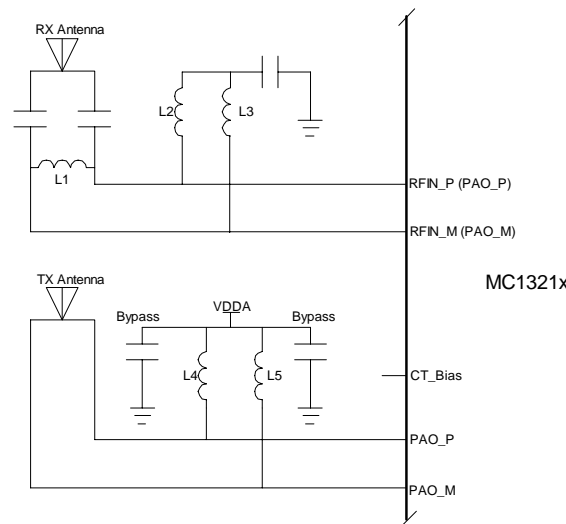 RX Antenna
L2
L3
L1
RFIN_P (PAO_P)
RFIN_M (PAO_M)
TX Antenna
MC1321x
VDDA
Bypass
Bypass
L4
L5
CT_Bias
PAO_P
PAO_M